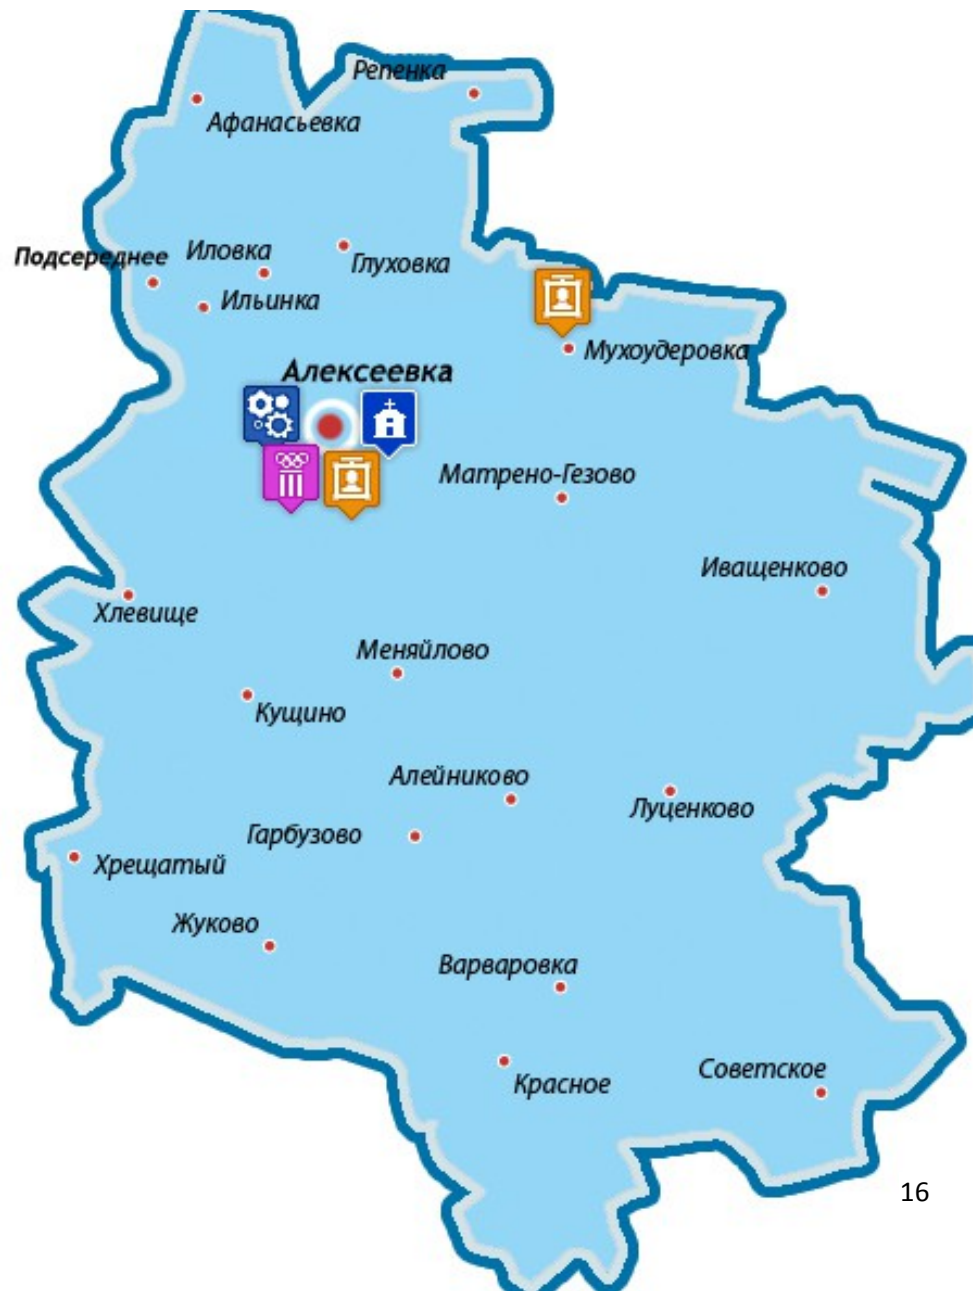 Репенка
Афанасьевка
Подсереднее
Иловка
Глуховка
Ильинка
Мухоудеровка
Алексеевка
Матрено-Гезово
Иващенково
Хлевище
Меняйлово
Кущино
Алейниково
Луценково
Гарбузово
Хрещатый
Жуково
Варваровка
Советское
Красное
16